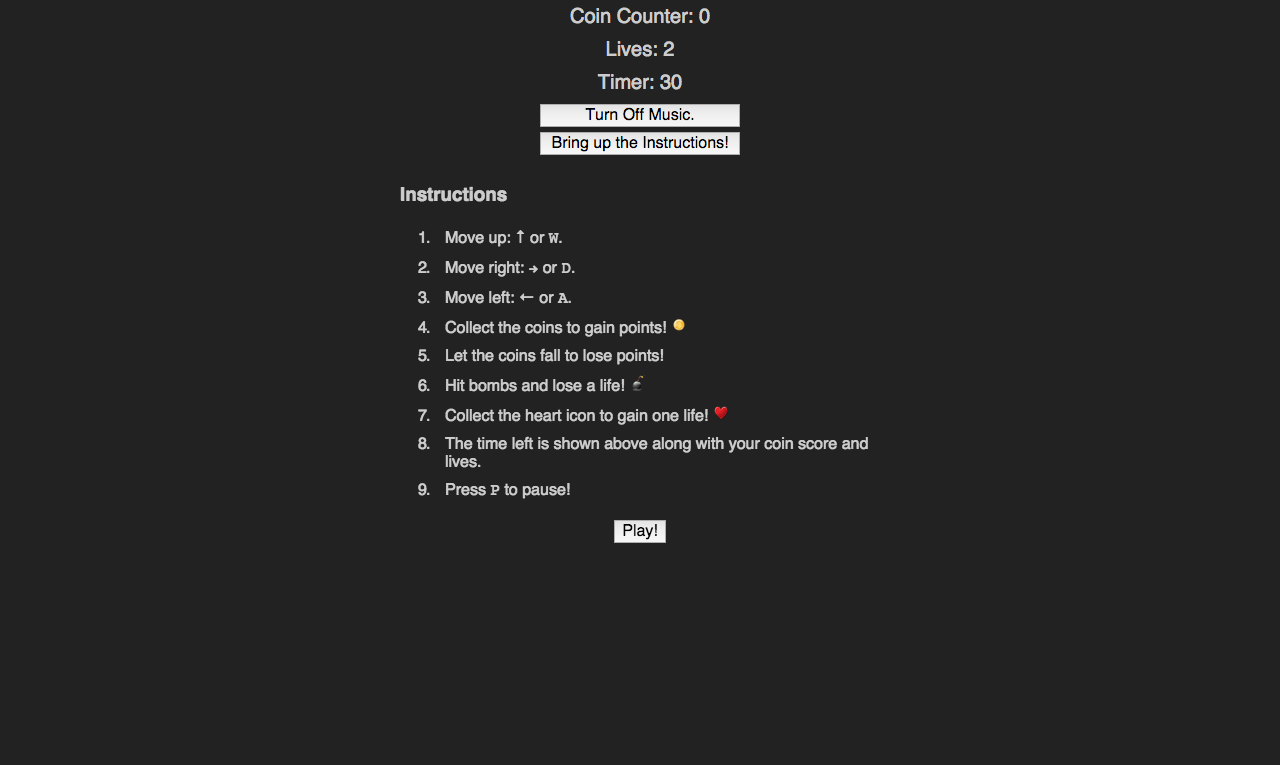 Coin Counter: 0
Lives: 2
Timer: 30
Turn Off Music.
Bring up the Instructions!
Instructions
1. Move up: ↑ or W.
2. Move right: → or D.
3. Move left: ← or A.
4. Collect the coins to gain points!
5. Let the coins fall to lose points!
6. Hit bombs and lose a life!
7. Collect the heart icon to gain one life!
8. The time left is shown above along with your coin score and
lives.
9. Press P to pause!
Play!